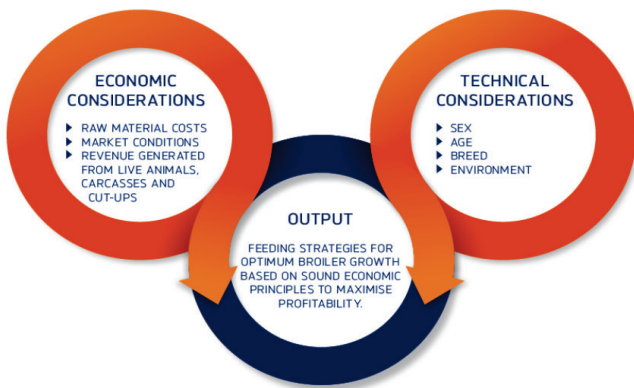 ECONOMIC
CONSIDERATIONS
RAW MATERIAL COSTS
MARKET CONDITIONS
REVENUE GENERATED
FROM LIVE ANIMALS,
CARCASSES AND
CUT-UPS
TECHNICAL
CONSIDERATIONS
SEX
AGE
BREED
ENVIRONMENT
OUTPUT
FEEDING STRATEGIES FOR
OPTIMUM BROILER GROWTH
BASED ON SOUND ECONOMIC
PRINCIPLES TO MAXIMISE
PROFITABILITY.